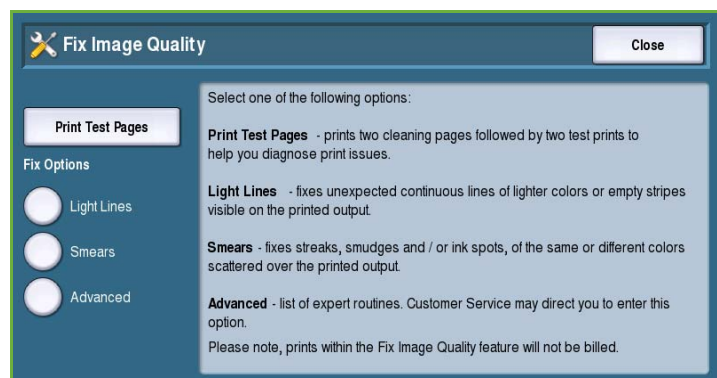 Fix Image Quality
Close
Print Test Pages
Fix Options
Light Lines
Smears
Advanced
Select one of the following options:
Print Test Pages - prints two cleaning pages followed by two test prints to
help you diagnose print issues.
Light Lines - fixes unexpected continuous lines of lighter colors or empty stripes
visible on the printed output.
Smears - fixes streaks, smudges and / or ink spots, of the same or different colors
scattered over the printed output.
Advanced - list of expert routines. Customer Service may direct you to enter this
option.
Please note, prints within the Fix Image Quality feature will not be billed.